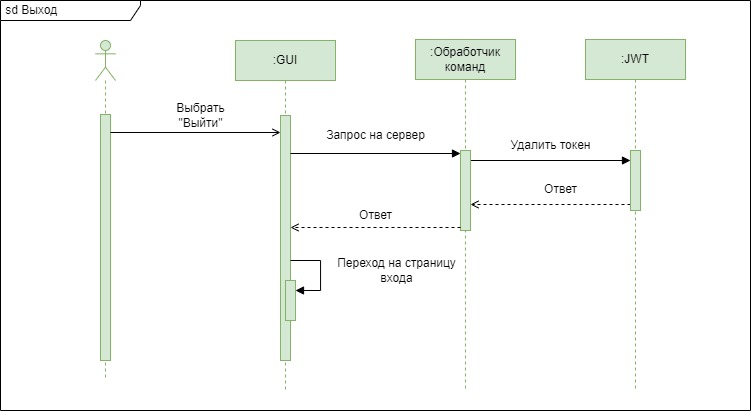 sd Выход
:GUI
:Обработчик
команд
:JWT
Выбрать
"Выйти"
Запрос на сервер
Удалить токен
Ответ
Ответ
Переход на страницу
входа